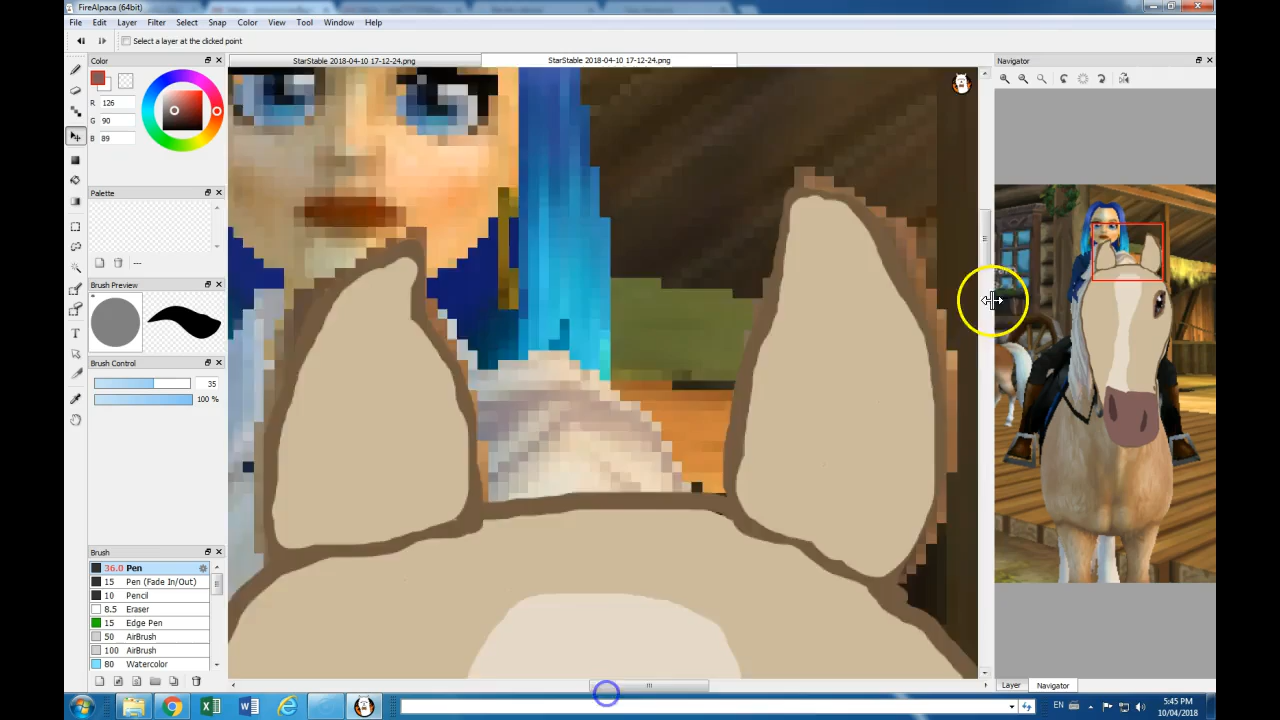 FireAlpaca (64bit)
File Edit Layer Filter Select Snap Color View Tool Window Help
Select a layer at the clicked point
Color
StarStable 2018-04-10 17-12-24.png
StarStable 2018-04-10 17-12-24.png
Navigator
R 126
G 90
B 89
Palette
Brush Preview
Brush Control
35
100 %
Brush
36.0 Pen
15 Pen (Fade In/Out)
10 Pencil
8.5 Eraser
15 Edge Pen
50 AirBrush
100 AirBrush
80 Watercolor
Layer Navigator
EN
5:45 PM
10/04/2018